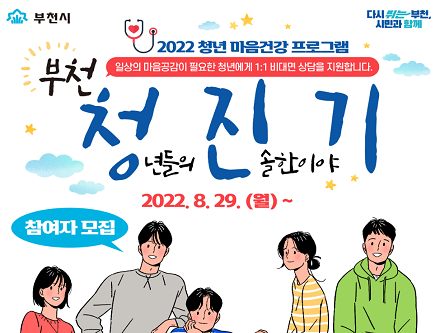 부천시
다시 뛰는 부천,
시민과 함께
2022 청년 마음건강 프로그램
일상의 마음공감이 필요한 청년에게 1:1 비대면 상담을 지원합니다.
부천
청년들의 진솔한이야기
2022. 8. 29. (월) ~
참여자 모집